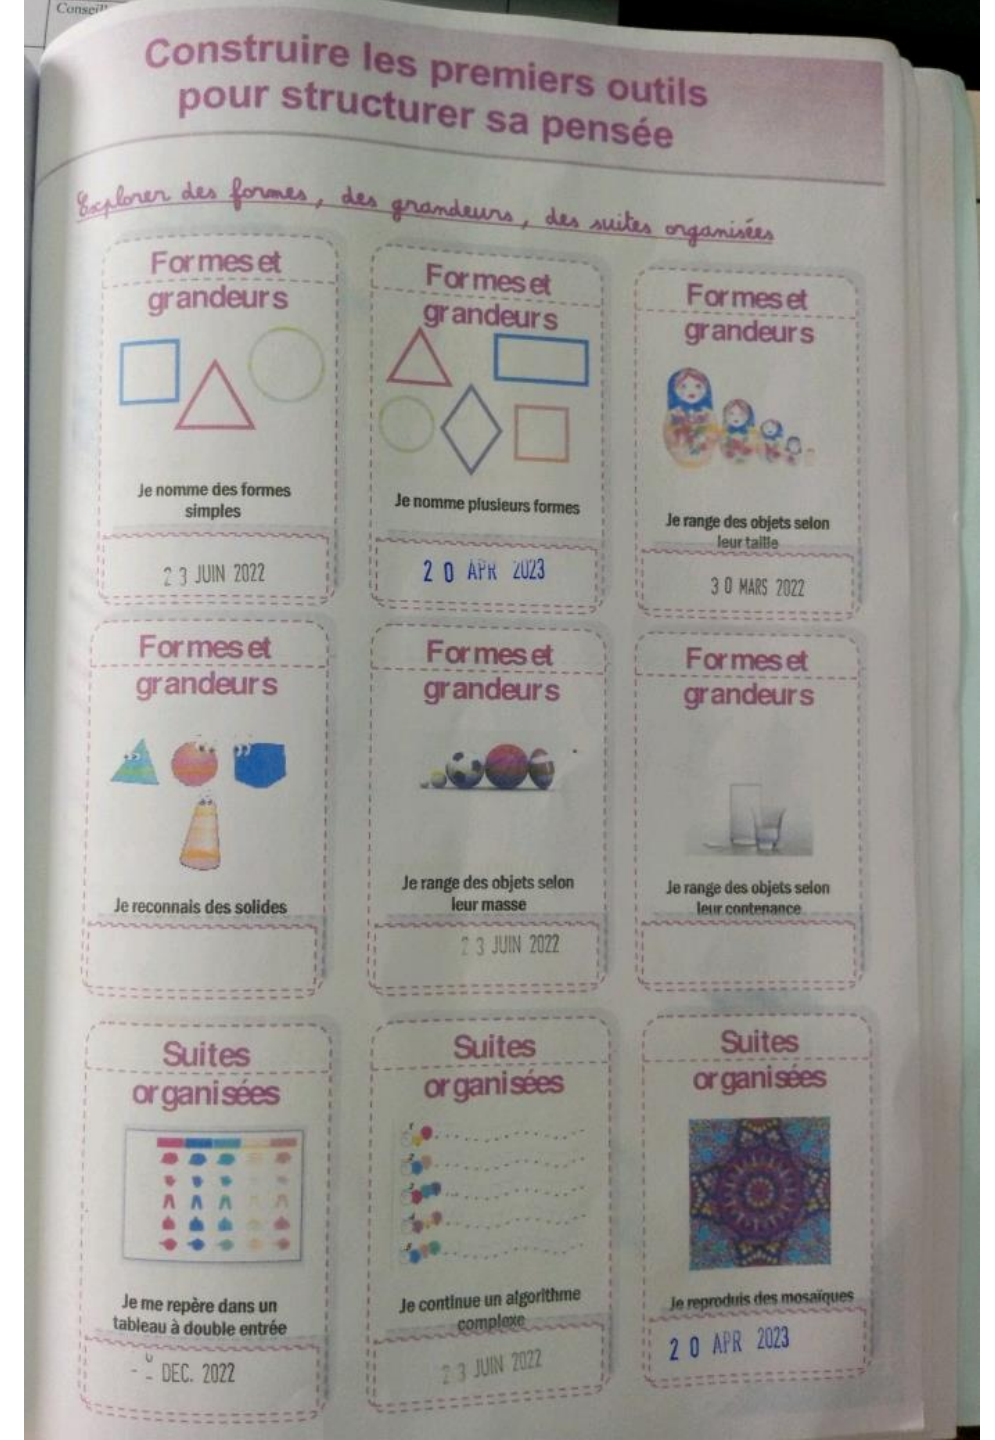 Conseil
Construire les premiers outils
pour structurer sa pensée
Explorer des formes, des grandeurs, des suites organisées
Formes et
grandeurs
Je nomme des formes
simples
23 JUIN 2022
Formes et
grandeurs
Je nomme plusieurs formes
20 APR 2023
Formes et
grandeurs
Je range des objets selon
leur taille
30 MARS 2022
Formes et
grandeurs
Je reconnais des solides
Formes et
grandeurs
Je range des objets selon
leur masse
23 JUIN 2022
Formes et
grandeurs
Je range des objets selon
leur contenance
Suites
organisées
Je me repère dans un
tableau à double entrée
DEC. 2022
Suites
organisées
Je continue un algorithme
complexe
23 JUIN 2022
Suites
organisées
Je reproduis des mosaïques
20 APR 2023